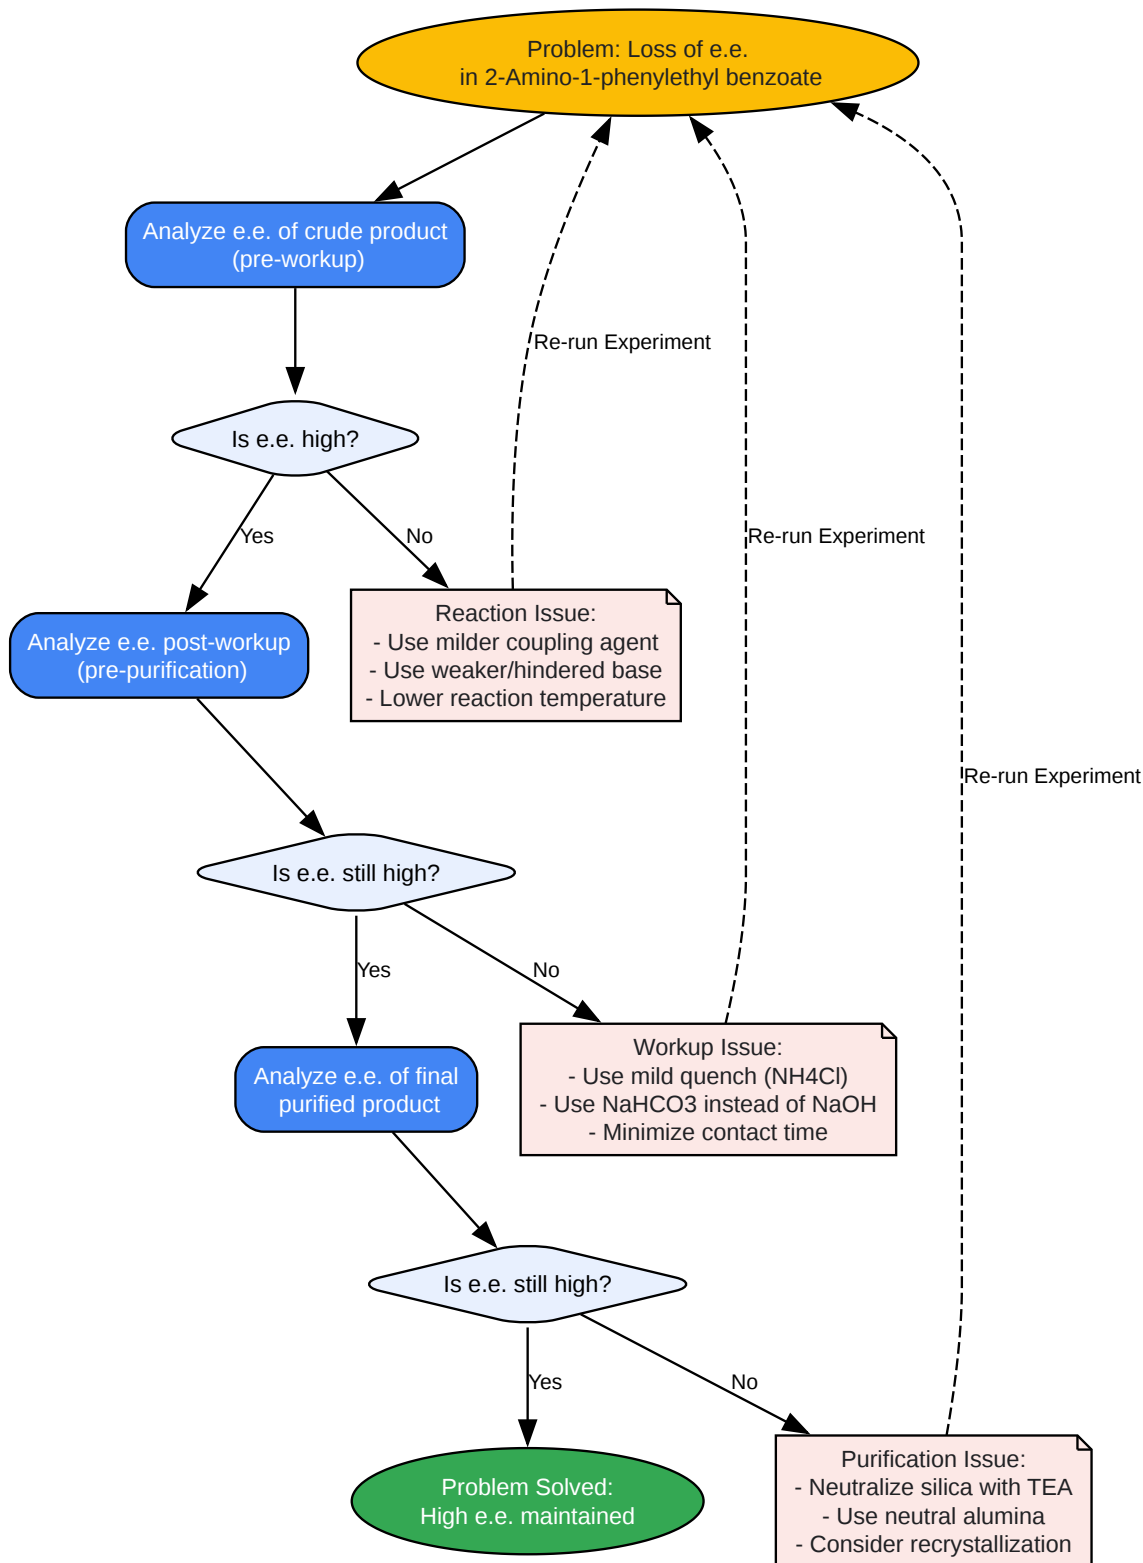 Problem: Loss of e.e.
in 2-Amino-1-phenylethyl benzoate
Analyze e.e. of crude product
(pre-workup)
Re-run Experiment
Is e.e. high?
Yes
No
Re-run Experiment
Analyze e.e. post-workup
(pre-purification)
Reaction Issue:
- Use milder coupling agent
- Use weaker/hindered base
- Lower reaction temperature
Re-run Experiment
Is e.e. still high?
Yes
No
Analyze e.e. of final
purified product
Workup Issue:
- Use mild quench (NH4Cl)
- Use NaHCO3 instead of NaOH
- Minimize contact time
Is e.e. still high?
Yes
No
Problem Solved:
High e.e. maintained
Purification Issue:
- Neutralize silica with TEA
- Use neutral alumina
- Consider recrystallization